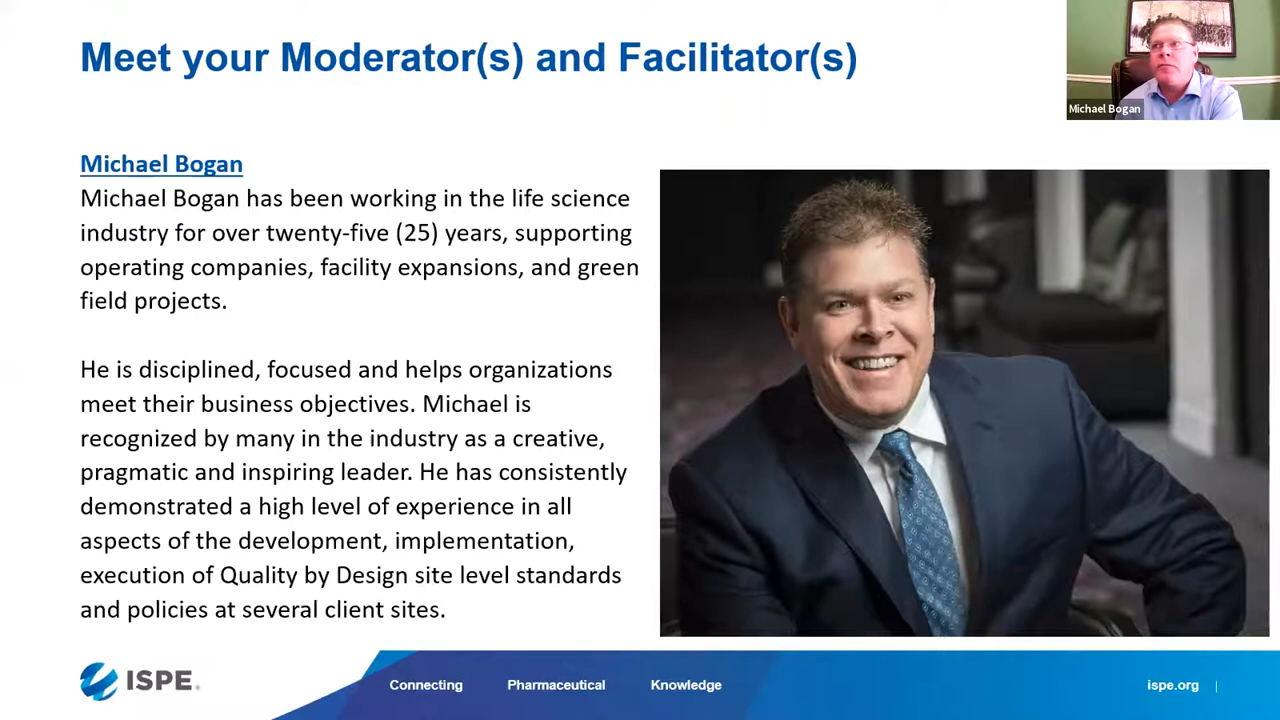 Meet your Moderator(s) and Facilitator(s)
Michael Bogan
Michael Bogan
Michael Bogan has been working in the life science
industry for over twenty-five (25) years, supporting
operating companies, facility expansions, and green
field projects.
He is disciplined, focused and helps organizations
meet their business objectives. Michael is
recognized by many in the industry as a creative,
pragmatic and inspiring leader. He has consistently
demonstrated a high level of experience in all
aspects of the development, implementation,
execution of Quality by Design site level standards
and policies at several client sites.
ISPE.
Connecting Pharmaceutical Knowledge
ispe.org |